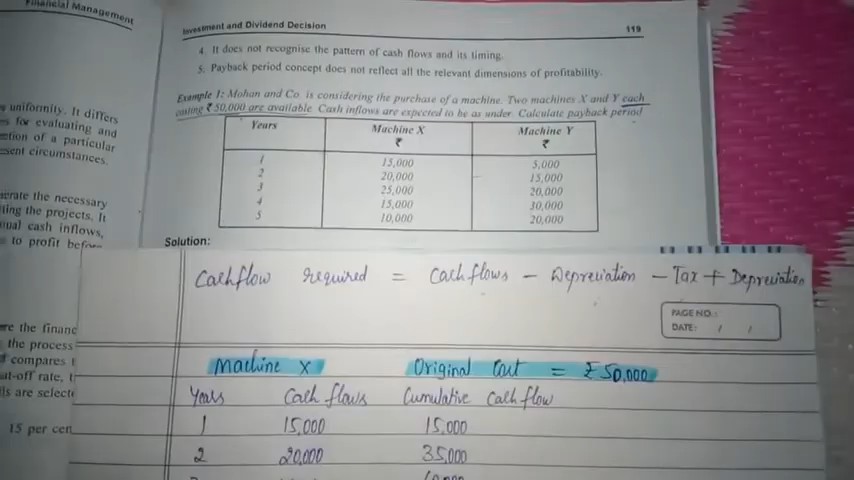 Financial Management
s uniformity. It differs
for evaluating and
of a particular
circumstances.
the necessary
ting the projects. It
cash inflows,
to profit before
re the financ
the process
compares
rate,
are selecte
15 per cen
Investment and Dividend Decision 119
4. It does not recognise the pattern of cash flows and its timing.
5. Payback period concept does not reflect all the relevant dimensions of profitability.
Example 1: Mohan and Co. is considering the purchase of a machine. Two machines X and Y each
costing ₹ 50,000 are available. Cash inflows are expected to be as under. Calculate payback period
Years Machine X Machine Y
₹ ₹
1 15,000 5,000
2 20,000 15,000
3 25,000 20,000
4 15,000 30,000
5 10,000 20,000
Solution:
Cashflow required = Cashflows - Depreviation - Tax + Depreviation
PAGE NO.:
DATE: / /
Machine X Original Cost = ₹ 50,000
Years Cash flows Cumulative Cash flow
1 15,000 15,000
2 20,000 35,000